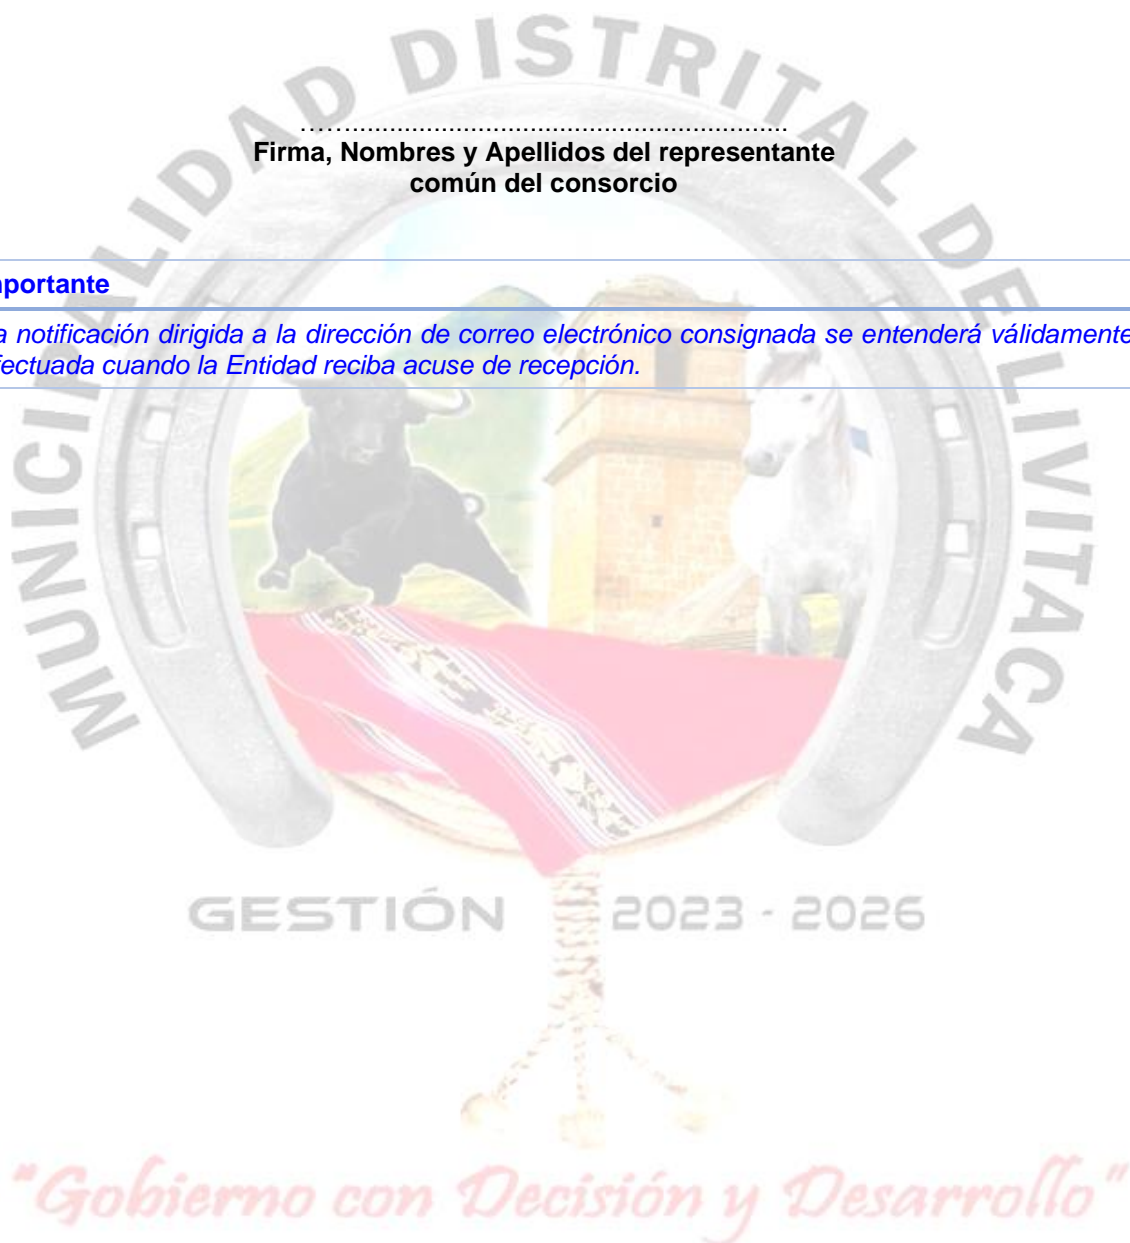 MUNICIPALIDAD DISTRITAL DE LIVITACA
…….........................................................
Firma, Nombres y Apellidos del representante
común del consorcio
mportante
a notificación dirigida a la dirección de correo electrónico consignada se entenderá válidamente
fectuada cuando la Entidad reciba acuse de recepción.
GESTIÓN 2023 - 2026
"Gobierno con Decisión y Desarrollo"